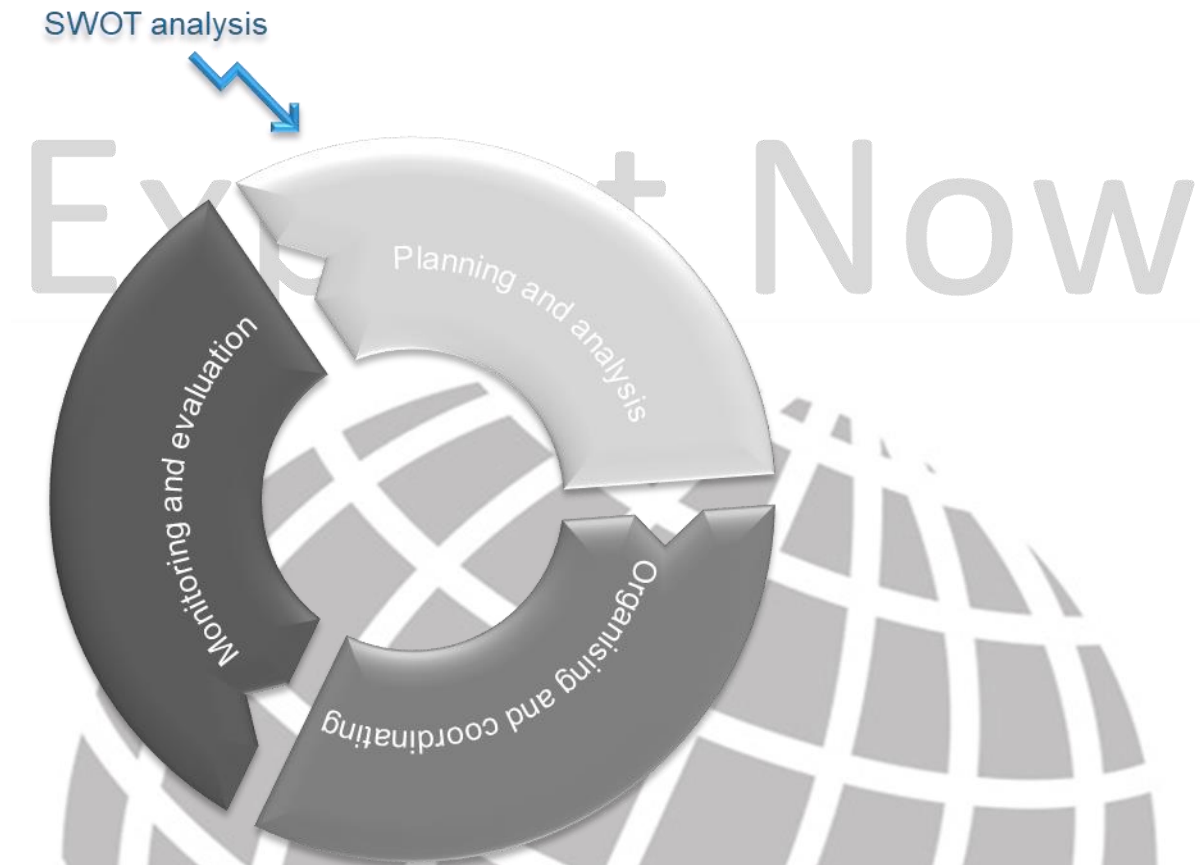 SWOT analysis
Now
Planning and analysis
Organising and coordinating
Monitoring and evaluation